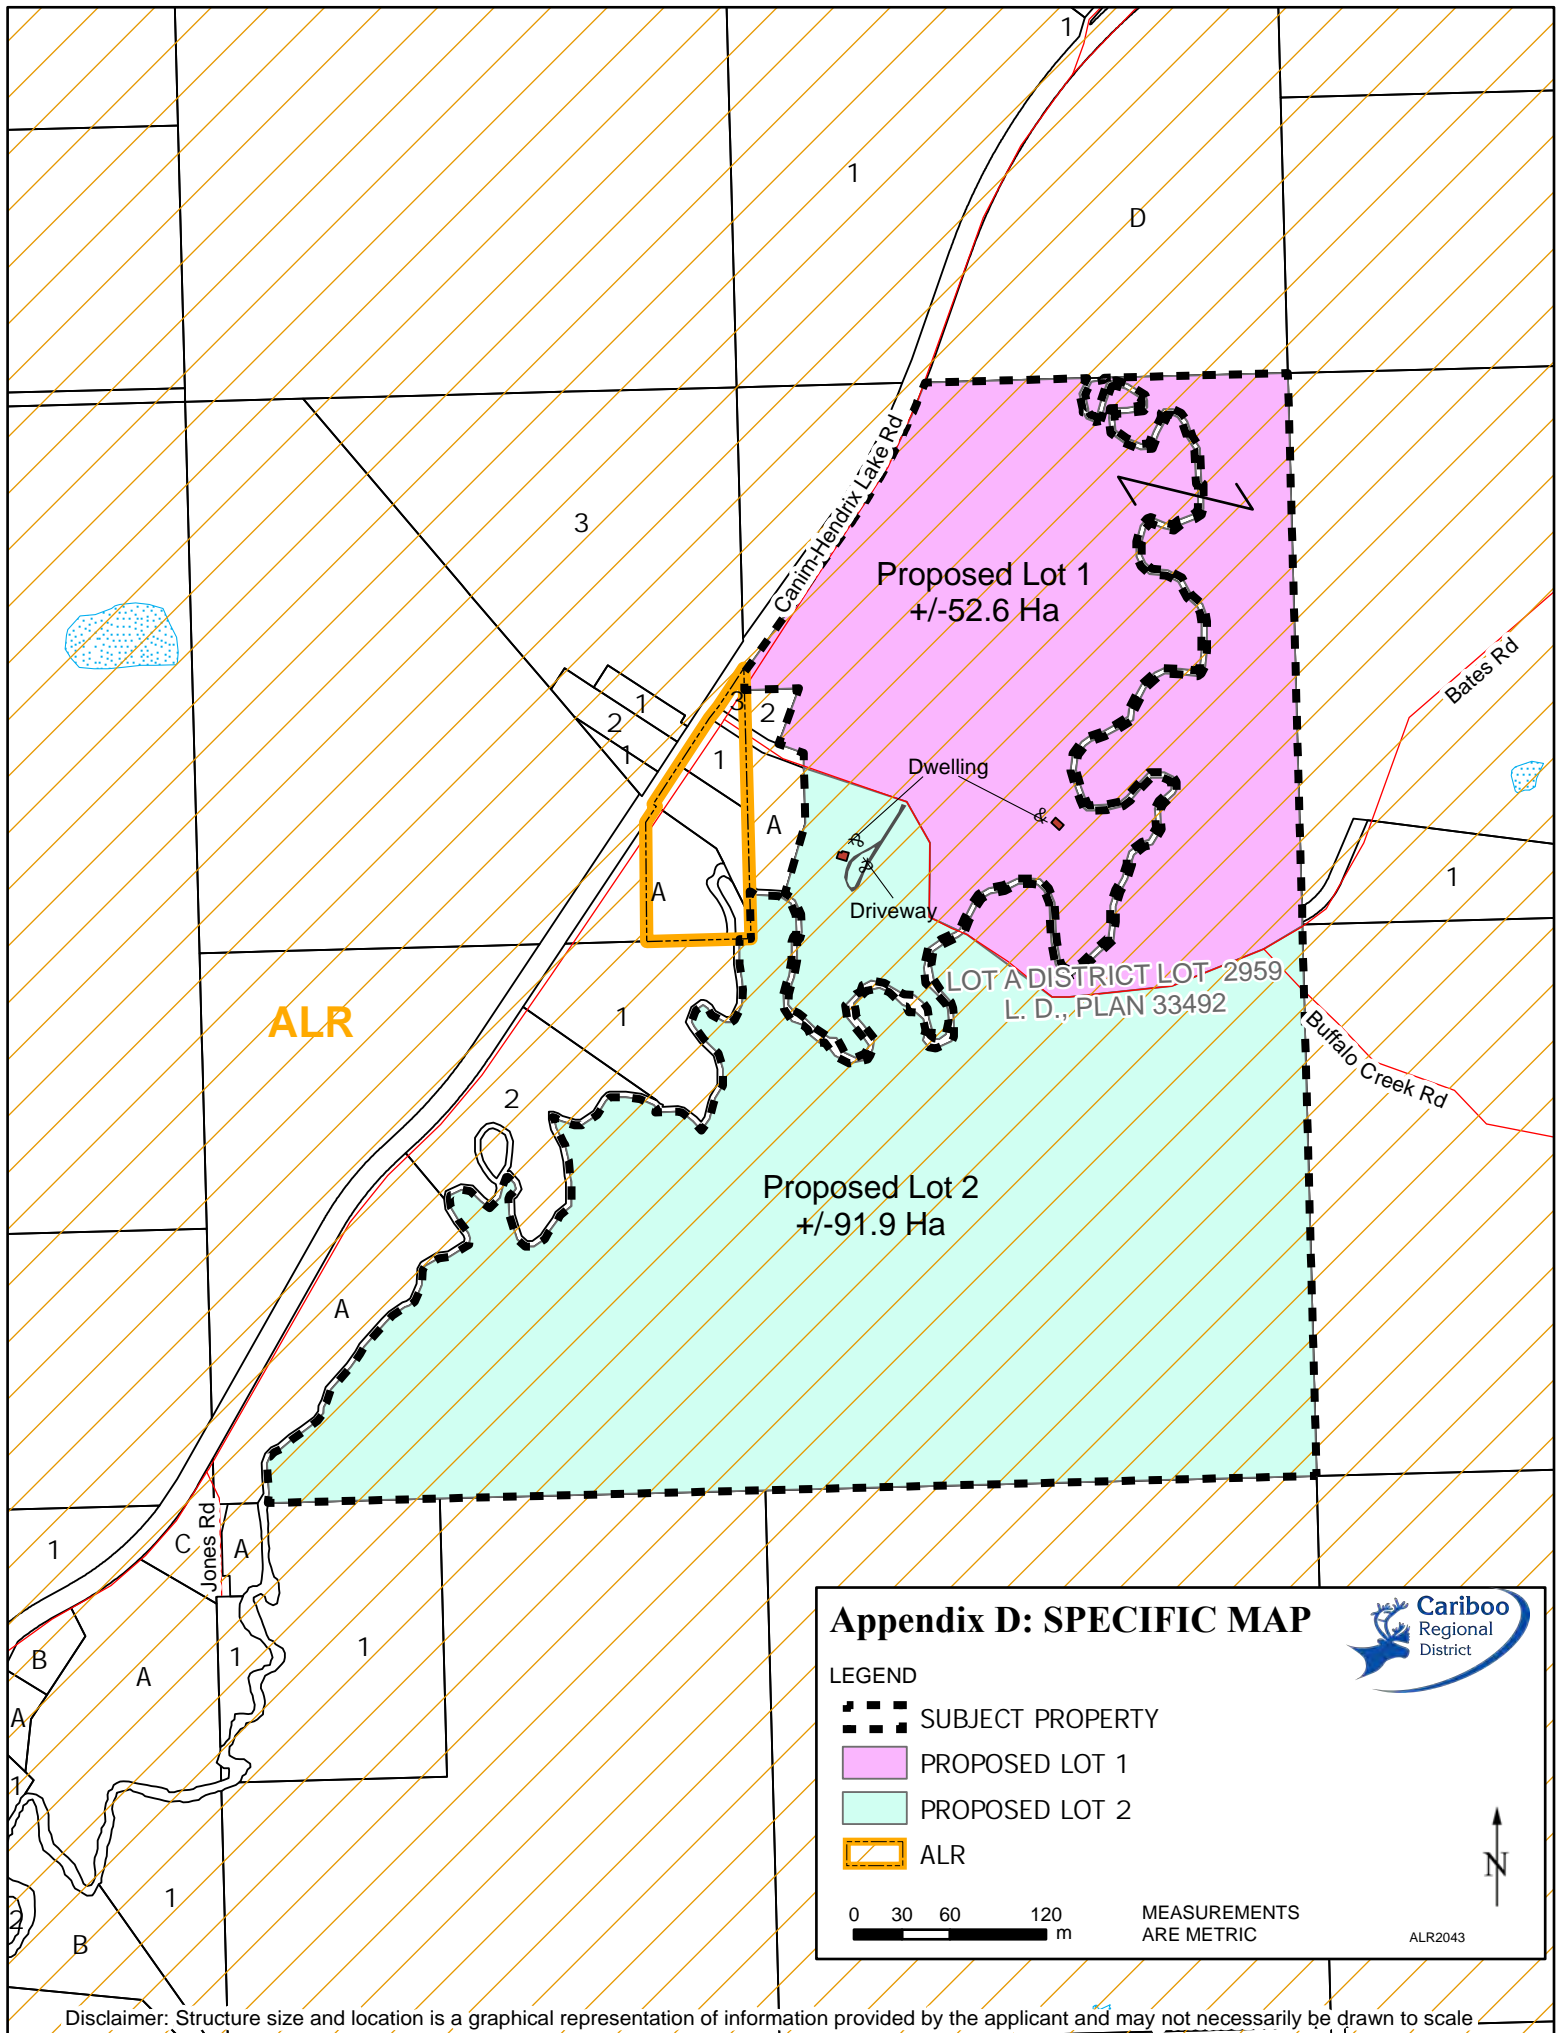 1
1
D
Canim-Hendrix Lake Rd
3
Proposed Lot 1
+/-52.6 Ha
Bates Rd
1
2
1
3
2
1
Dwelling
&
&
&
A
A
Driveway
1
LOT A DISTRICT LOT 2959
L. D., PLAN 33492
ALR
1
Buffalo Creek Rd
2
Proposed Lot 2
+/-91.9 Ha
A
Jones Rd
1
C
A
B
A
1
1
A
1
1
2
B
Appendix D: SPECIFIC MAP
Cariboo
Regional
District
LEGEND
SUBJECT PROPERTY
PROPOSED LOT 1
PROPOSED LOT 2
ALR
N
0 30 60 120
m
MEASUREMENTS
ARE METRIC
ALR2043
Disclaimer: Structure size and location is a graphical representation of information provided by the applicant and may not necessarily be drawn to scale